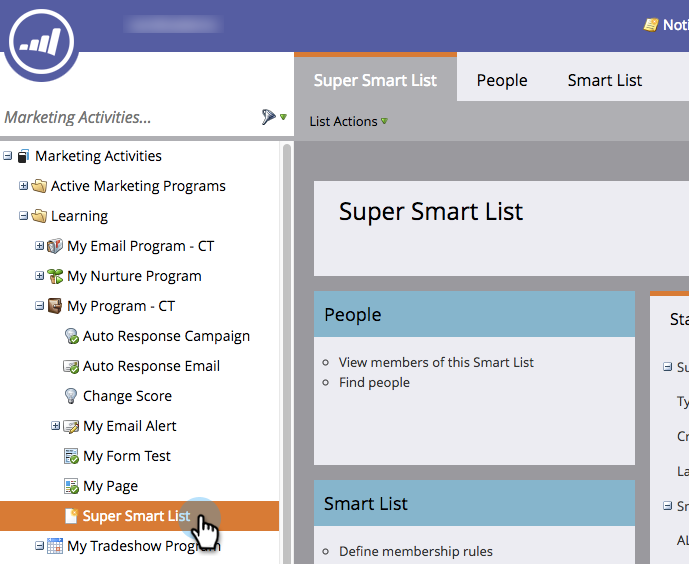 Noti
Super Smart List
People
Smart List
Marketing Activities...
List Actions
Marketing Activities
Active Marketing Programs
Learning
My Email Program - CT
My Nurture Program
My Program - CT
Auto Response Campaign
Auto Response Email
Change Score
My Email Alert
My Form Test
My Page
Super Smart List
My Tradeshow Program
Super Smart List
People
View members of this Smart List
Find people
Smart List
Define membership rules
Sta
Su
Ty
Cr
La
Sm
AL